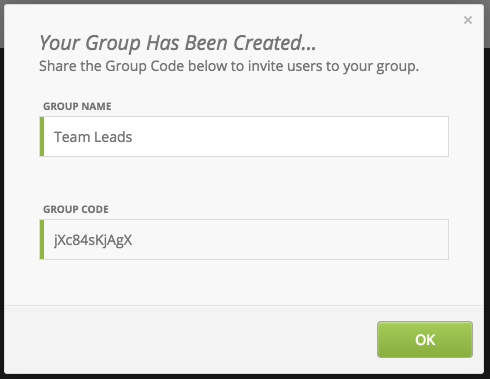 ×
Your Group Has Been Created...
Share the Group Code below to invite users to your group.
GROUP NAME
Team Leads
GROUP CODE
jXc84sKjAgX
OK